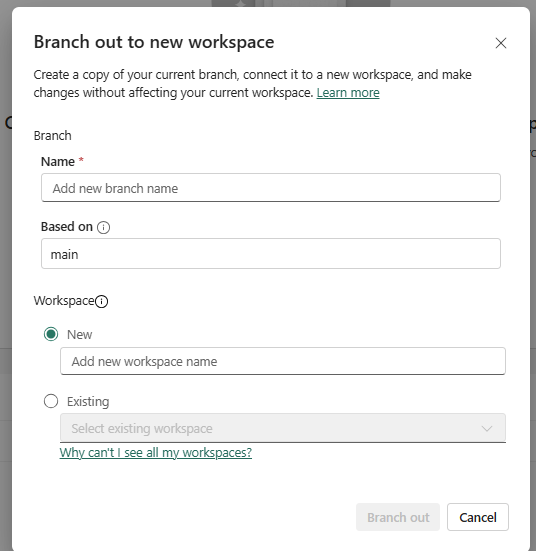 Branch out to new workspace
Create a copy of your current branch, connect it to a new workspace, and make
changes without affecting your current workspace. Learn more
Branch
Name *
Add new branch name
Based on
main
Workspace
New
Add new workspace name
Existing
Select existing workspace
Why can't I see all my workspaces?
Branch out
Cancel